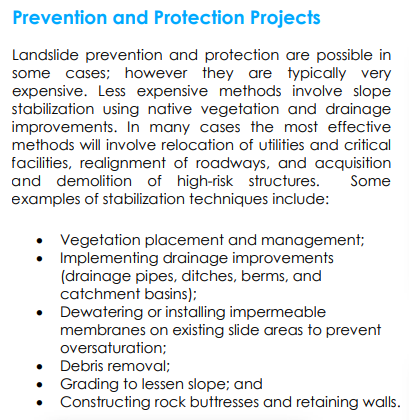 Prevention and Protection Projects
Landslide prevention and protection are possible in
some cases; however they are typically very
expensive. Less expensive methods involve slope
stabilization using native vegetation and drainage
improvements. In many cases the most effective
methods will involve relocation of utilities and critical
facilities, realignment of roadways, and acquisition
and demolition of high-risk structures. Some
examples of stabilization techniques include:
• Vegetation placement and management;
• Implementing drainage improvements
(drainage pipes, ditches, berms, and
catchment basins);
• Dewatering or installing impermeable
membranes on existing slide areas to prevent
oversaturation;
• Debris removal;
• Grading to lessen slope; and
• Constructing rock buttresses and retaining walls.